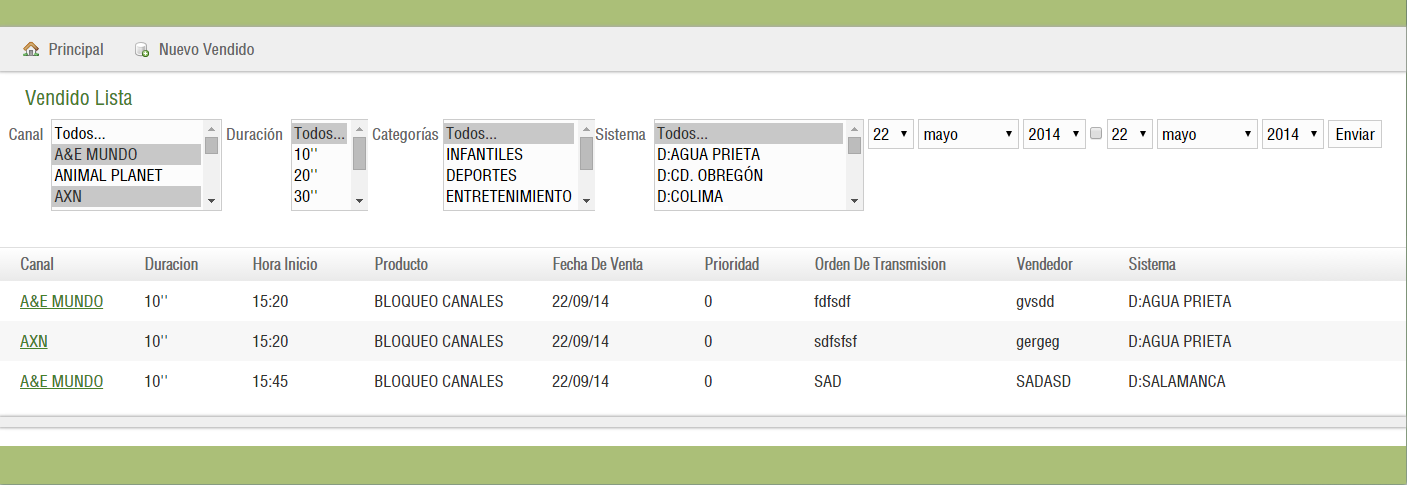 Principal Nuevo Vendido
Vendido Lista
Canal Todos... Duración Todos... Categorías Todos... Sistema Todos... 22 mayo 2014 22 mayo 2014 Enviar
A&E MUNDO 10'' INFANTILES D:AGUA PRIETA
ANIMAL PLANET 20'' DEPORTES D:CD. OBREGÓN
AXN 30'' ENTRETENIMIENTO D:COLIMA
Canal Duracion Hora Inicio Producto Fecha De Venta Prioridad Orden De Transmision Vendedor Sistema
A&E MUNDO 10'' 15:20 BLOQUEO CANALES 22/09/14 0 fdfsdf gvsdd D:AGUA PRIETA
AXN 10'' 15:20 BLOQUEO CANALES 22/09/14 0 sdfsfsf gergeg D:AGUA PRIETA
A&E MUNDO 10'' 15:45 BLOQUEO CANALES 22/09/14 0 SAD SADASD D:SALAMANCA